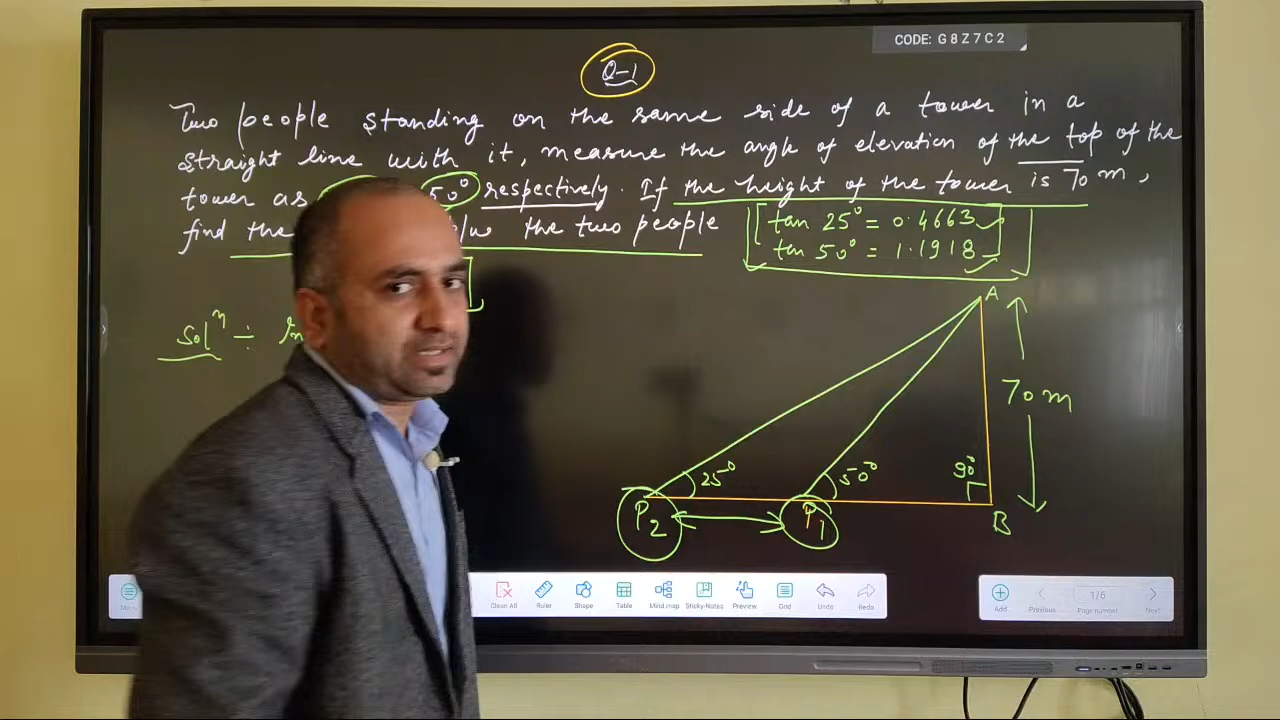 CODE: G8Z7C2
Q-1
Two people standing on the same side of a tower in a
straight line with it, measure the angle of elevation of the top of the
tower as 50° respectively. If the height of the tower is 70 m,
find the b/w the two people
tan 25° = 0.4663
tan 50° = 1.1918
Solⁿ ÷
A
70 m
25°
50°
90°
P2
P1
B
Clean All
Ruler
Shape
Table
Mind map
Sticky-Notes
Preview
Grid
Undo
Redo
Add
Previous
1/6
Page number
Next